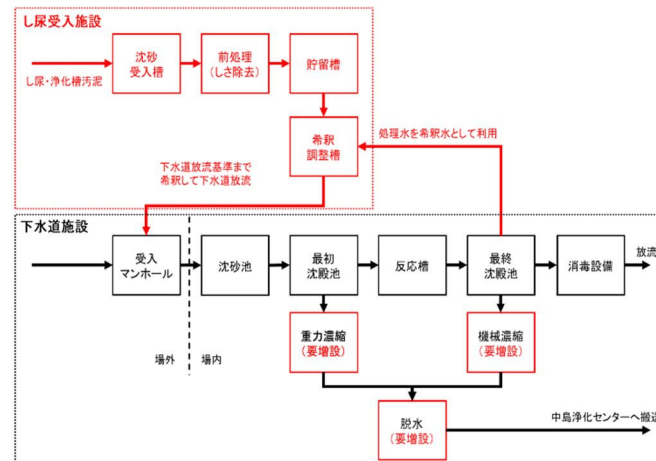 し尿受入施設
沈砂
受入槽
前処理
(しさ除去)
貯留槽
し尿・浄化槽汚泥
希釈
調整槽
処理水を希釈水として利用
下水道放流基準まで
希釈して下水道放流
下水道施設
受入
マンホール
沈砂池
最初
沈殿池
反応槽
最終
沈殿池
消毒設備
放流
重力濃縮
(要増設)
機械濃縮
(要増設)
場外
場内
脱水
(要増設)
中島浄化センターへ搬送